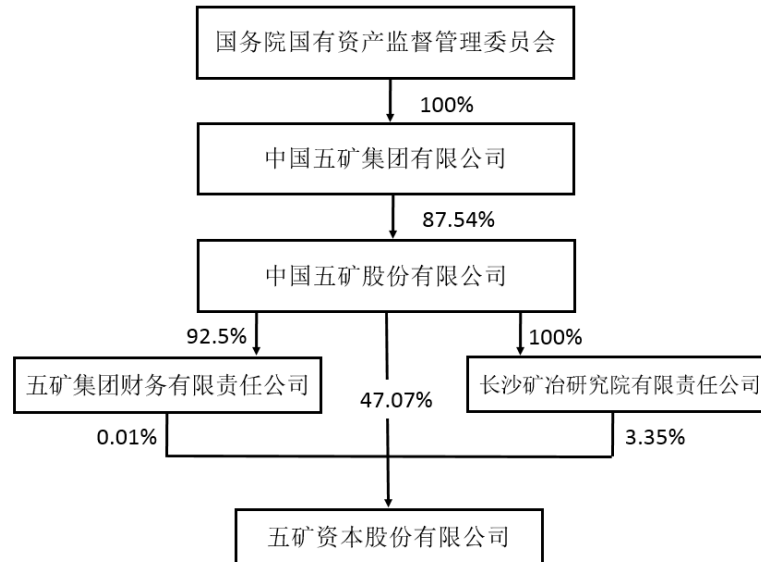 国务院国有资产监督管理委员会
100%
中国五矿集团有限公司
87.54%
中国五矿股份有限公司
92.5%
100%
五矿集团财务有限责任公司
47.07%
长沙矿冶研究院有限责任公司
0.01%
3.35%
五矿资本股份有限公司